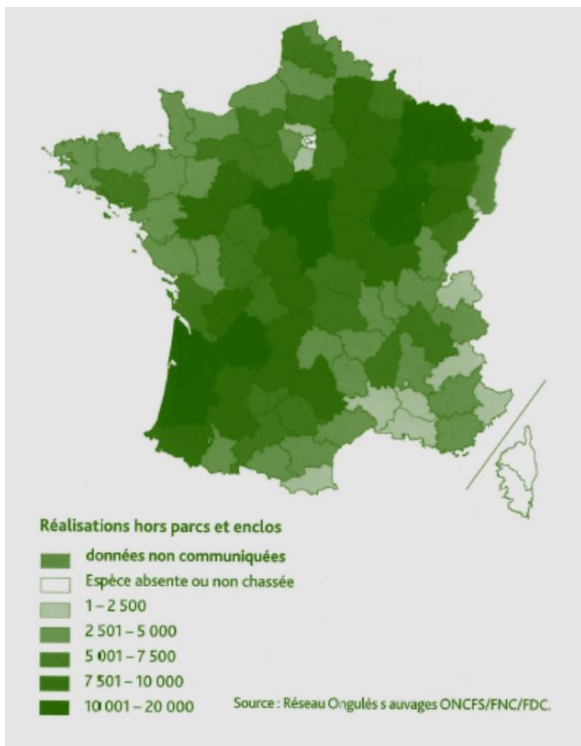 Réalisations hors parcs et enclos
données non communiquées
Espèce absente ou non chassée
1 – 2 500
2 501 – 5 000
5 001 – 7 500
7 501 – 10 000
10 001 – 20 000
Source : Réseau Ongulés s auvages ONCFS/FNC/FDC.